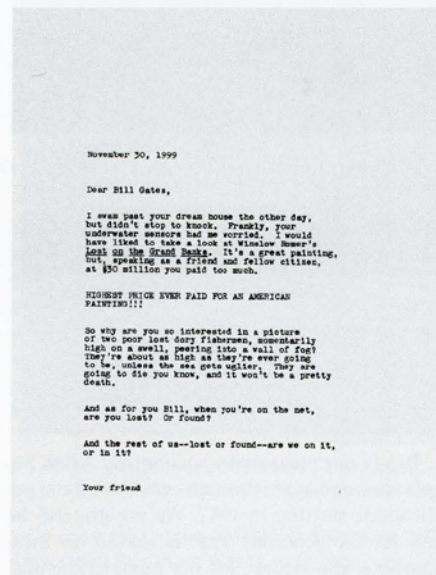 November 30, 1999
Dear Bill Gates,
I swam past your dream house the other day,
but didn't stop to knock. Frankly, your
underwater sensors had me worried. I would
have liked to take a look at Winslow Homer's
Lost on the Grand Banks. It's a great painting,
but, speaking as a friend and fellow citizen,
at $30 million you paid too much.
HIGHEST PRICE EVER PAID FOR AN AMERICAN
PAINTING!!!
So why are you so interested in a picture
of two poor lost dory fishermen, momentarily
high on a swell, peering into a wall of fog?
They're about as high as they're ever going
to be, unless the sea gets uglier. They are
going to die you know, and it won't be a pretty
death.
And as for you Bill, when you're on the net,
are you lost? Or found?
And the rest of us--lost or found--are we on it,
or in it?
Your friend